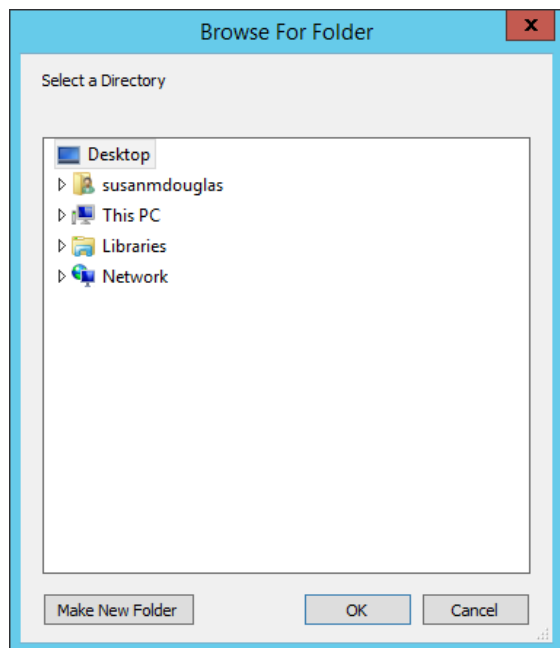 Browse For Folder
x
Select a Directory
Desktop
susanmdouglas
This PC
Libraries
Network
Make New Folder OK Cancel